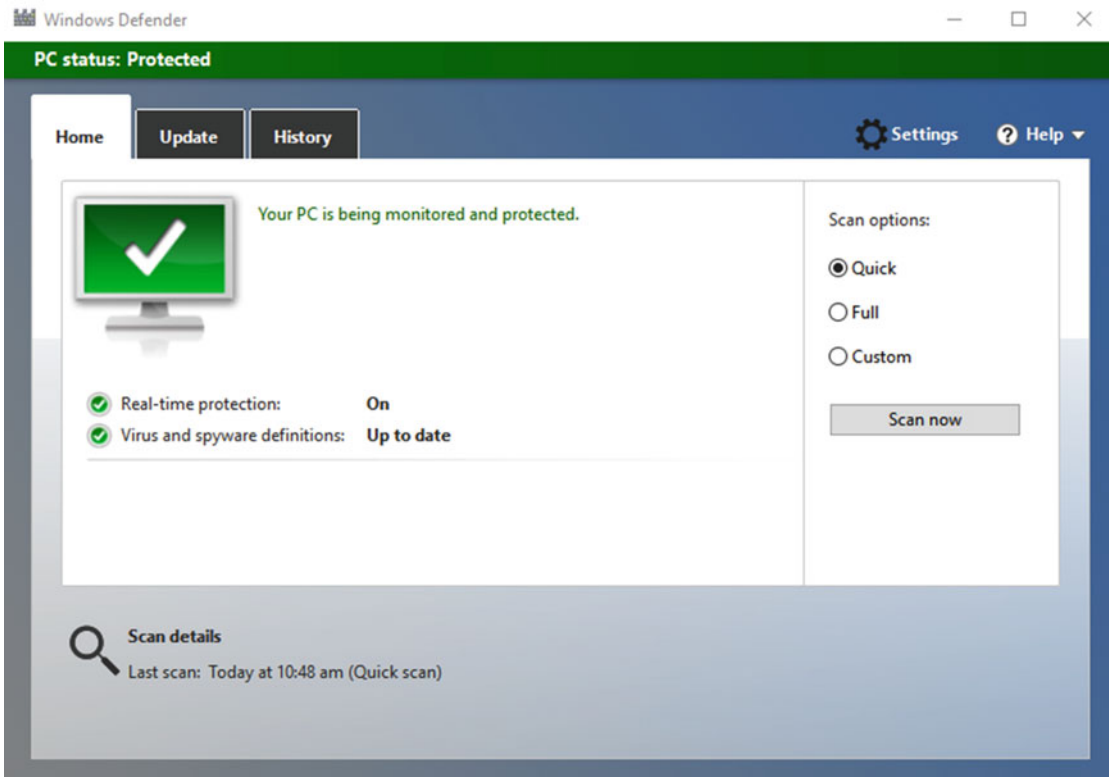 Windows Defender
PC status: Protected
Home Update History Settings ? Help
Your PC is being monitored and protected.
Scan options:
Quick
Full
Custom
Real-time protection: On
Virus and spyware definitions: Up to date
Scan now
Scan details
Last scan: Today at 10:48 am (Quick scan)